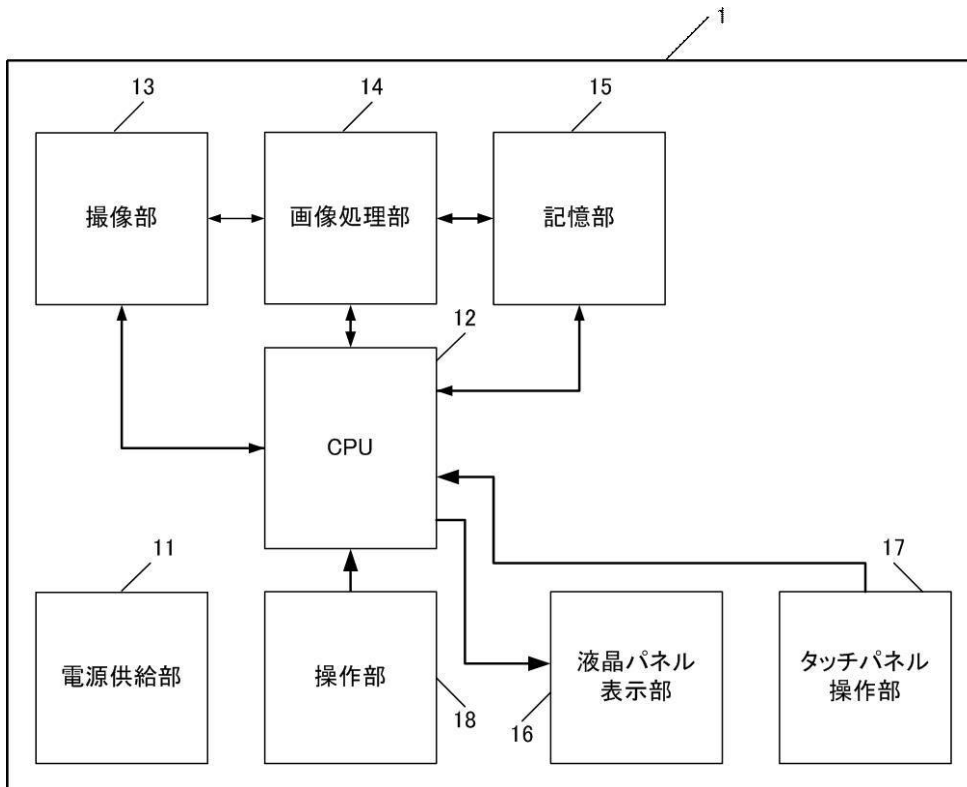 1
13
14
15
撮像部
画像処理部
記憶部
12
CPU
11
17
電源供給部
操作部
18
液晶パネル
表示部
16
タッチパネル
操作部